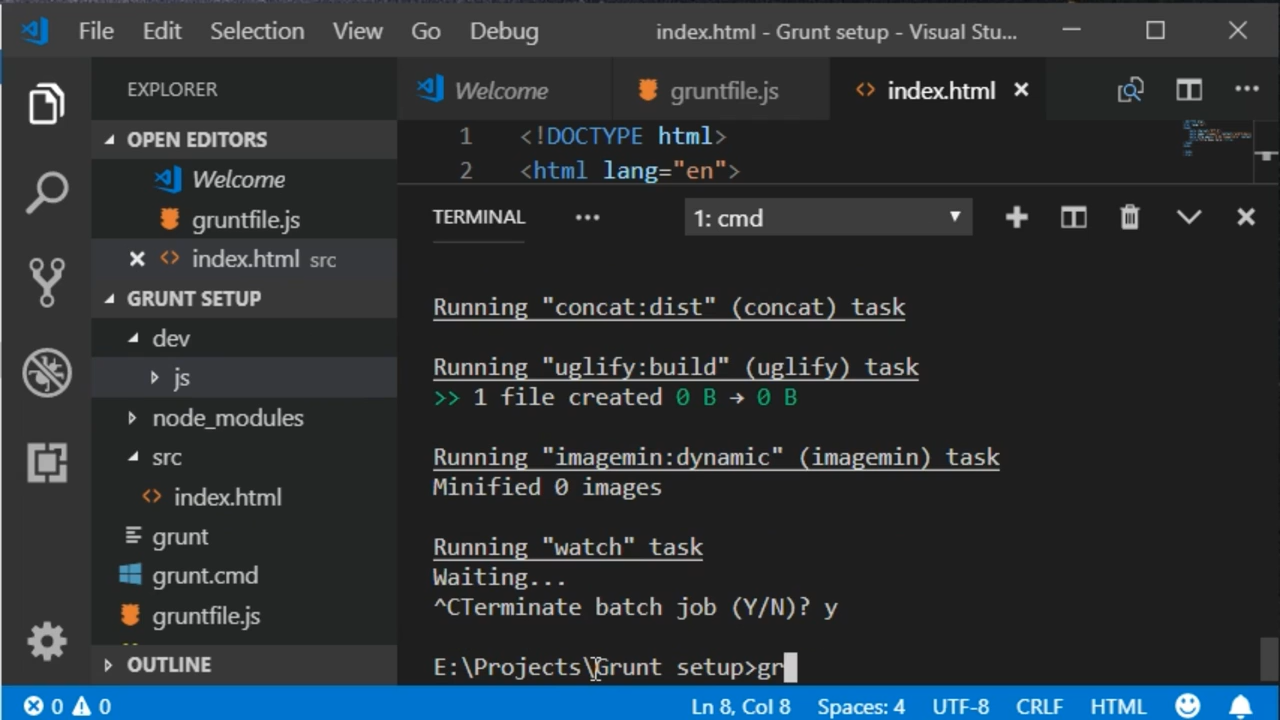 File Edit Selection View Go Debug index.html - Grunt setup - Visual Stu...
EXPLORER
OPEN EDITORS
Welcome
gruntfile.js
index.html src
GRUNT SETUP
dev
js
node_modules
src
index.html
grunt
grunt.cmd
gruntfile.js
OUTLINE
Welcome gruntfile.js index.html
1 <!DOCTYPE html>
2 <html lang="en">
TERMINAL ... 1: cmd
Running "concat:dist" (concat) task
Running "uglify:build" (uglify) task
>> 1 file created 0 B → 0 B
Running "imagemin:dynamic" (imagemin) task
Minified 0 images
Running "watch" task
Waiting...
^CTerminate batch job (Y/N)? y
E:\Projects\Grunt setup>gr
0 0 Ln 8, Col 8 Spaces: 4 UTF-8 CRLF HTML